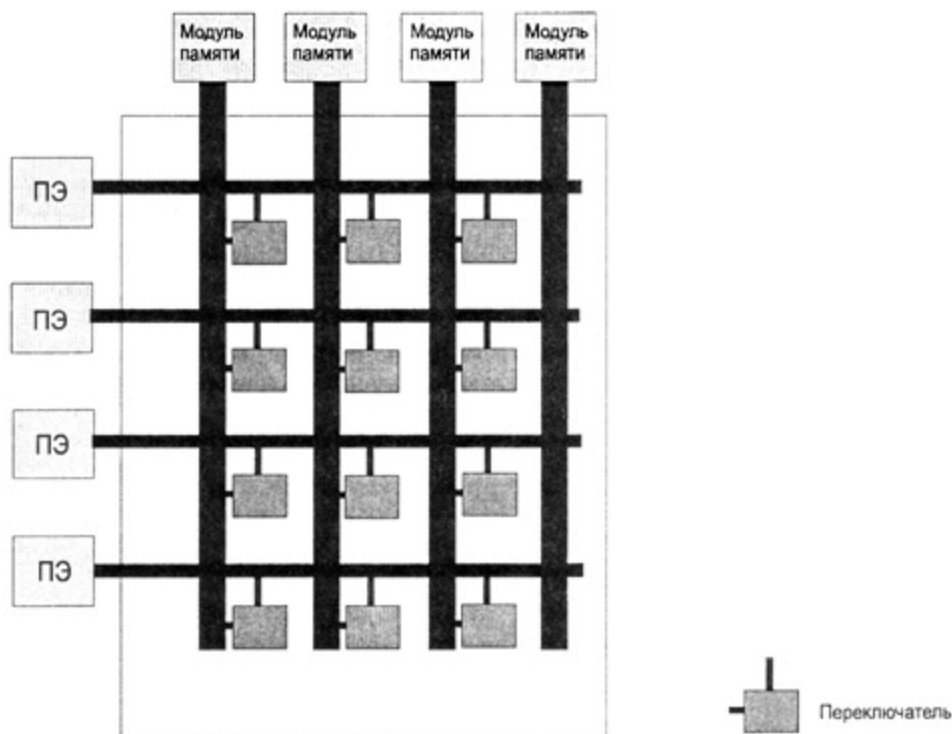 Модуль
памяти
Модуль
памяти
Модуль
памяти
Модуль
памяти
ПЭ
ПЭ
ПЭ
ПЭ
Переключатель